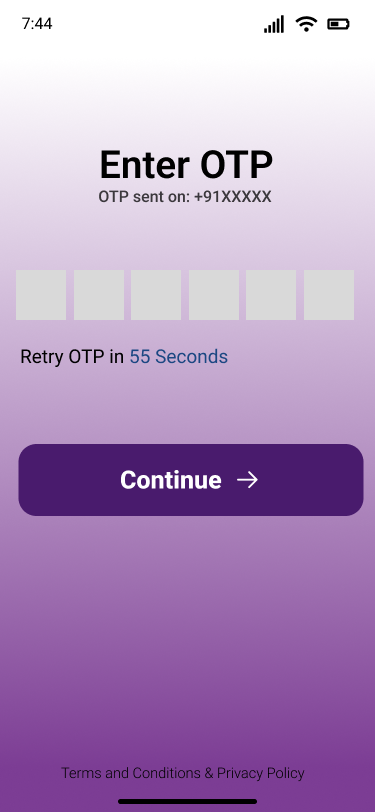 7:44
Enter OTP
OTP sent on: +91XXXXX
Retry OTP in 55 Seconds
Continue
Terms and Conditions & Privacy Policy